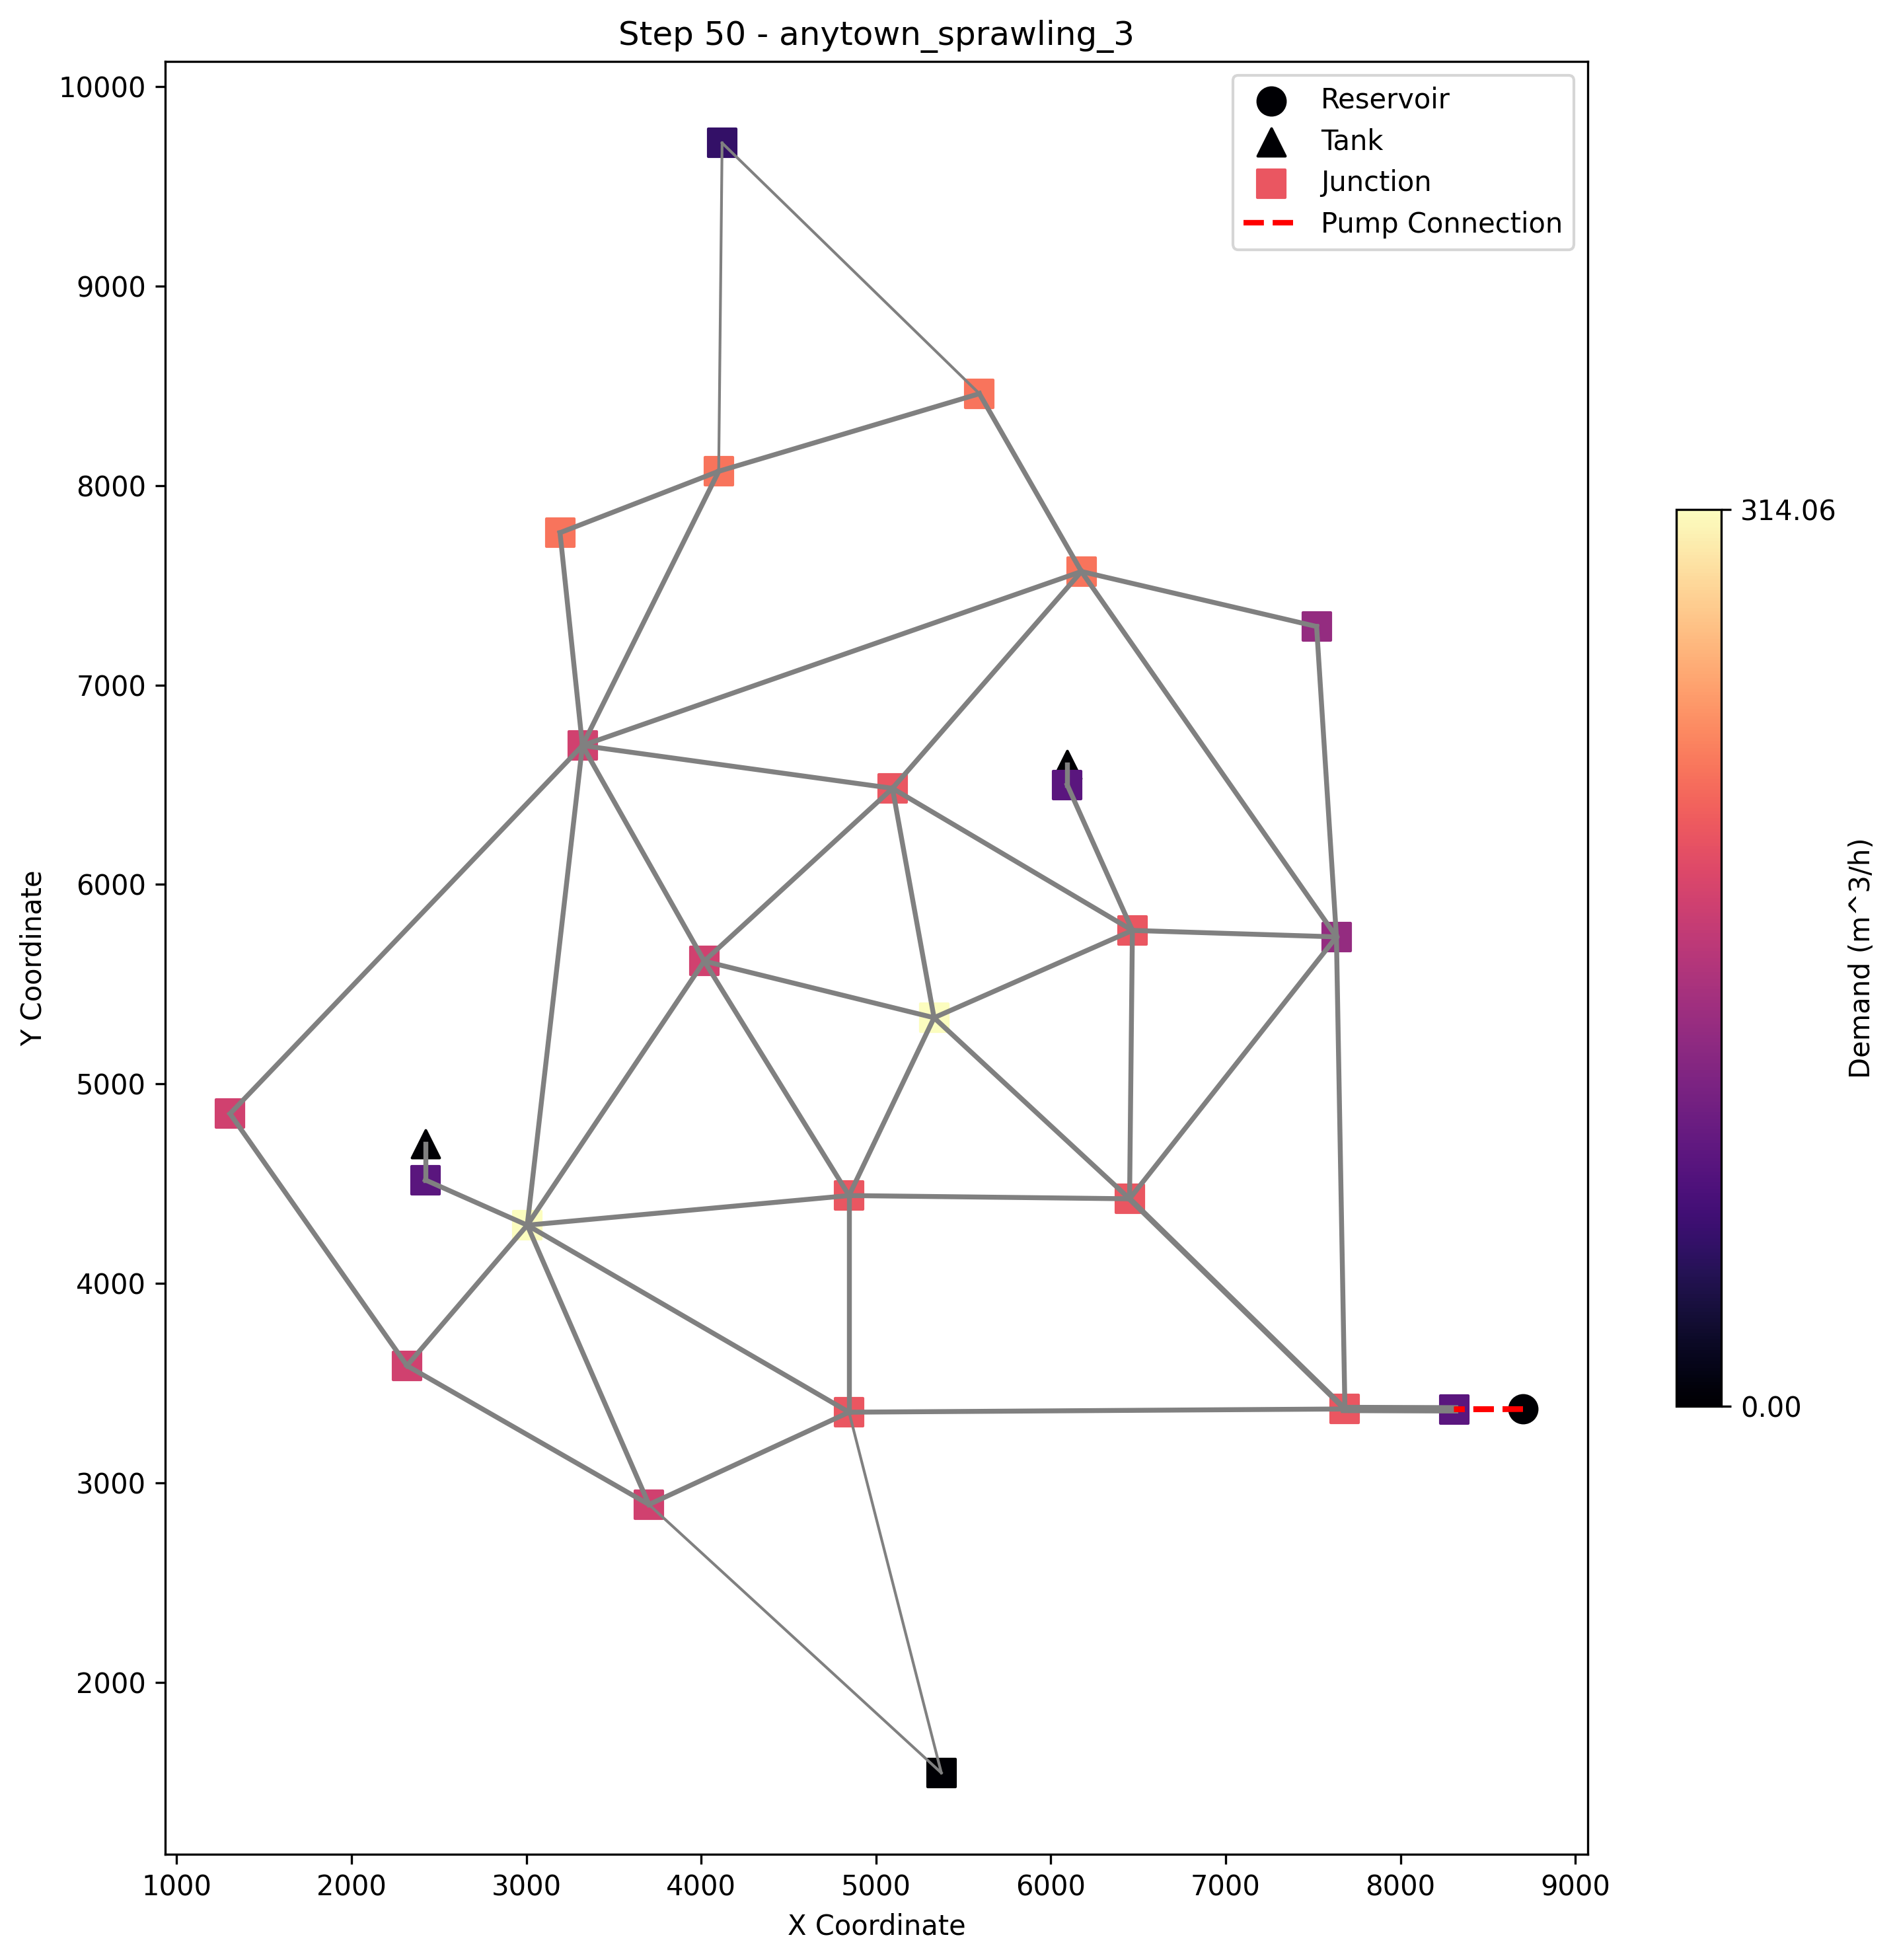 Step 50 - anytown_sprawling_3
Reservoir
Tank
Junction
Pump Connection
10000
9000
8000
7000
6000
5000
4000
3000
2000
Y Coordinate
1000 2000 3000 4000 5000 6000 7000 8000 9000
X Coordinate
314.06
0.00
Demand (m^3/h)